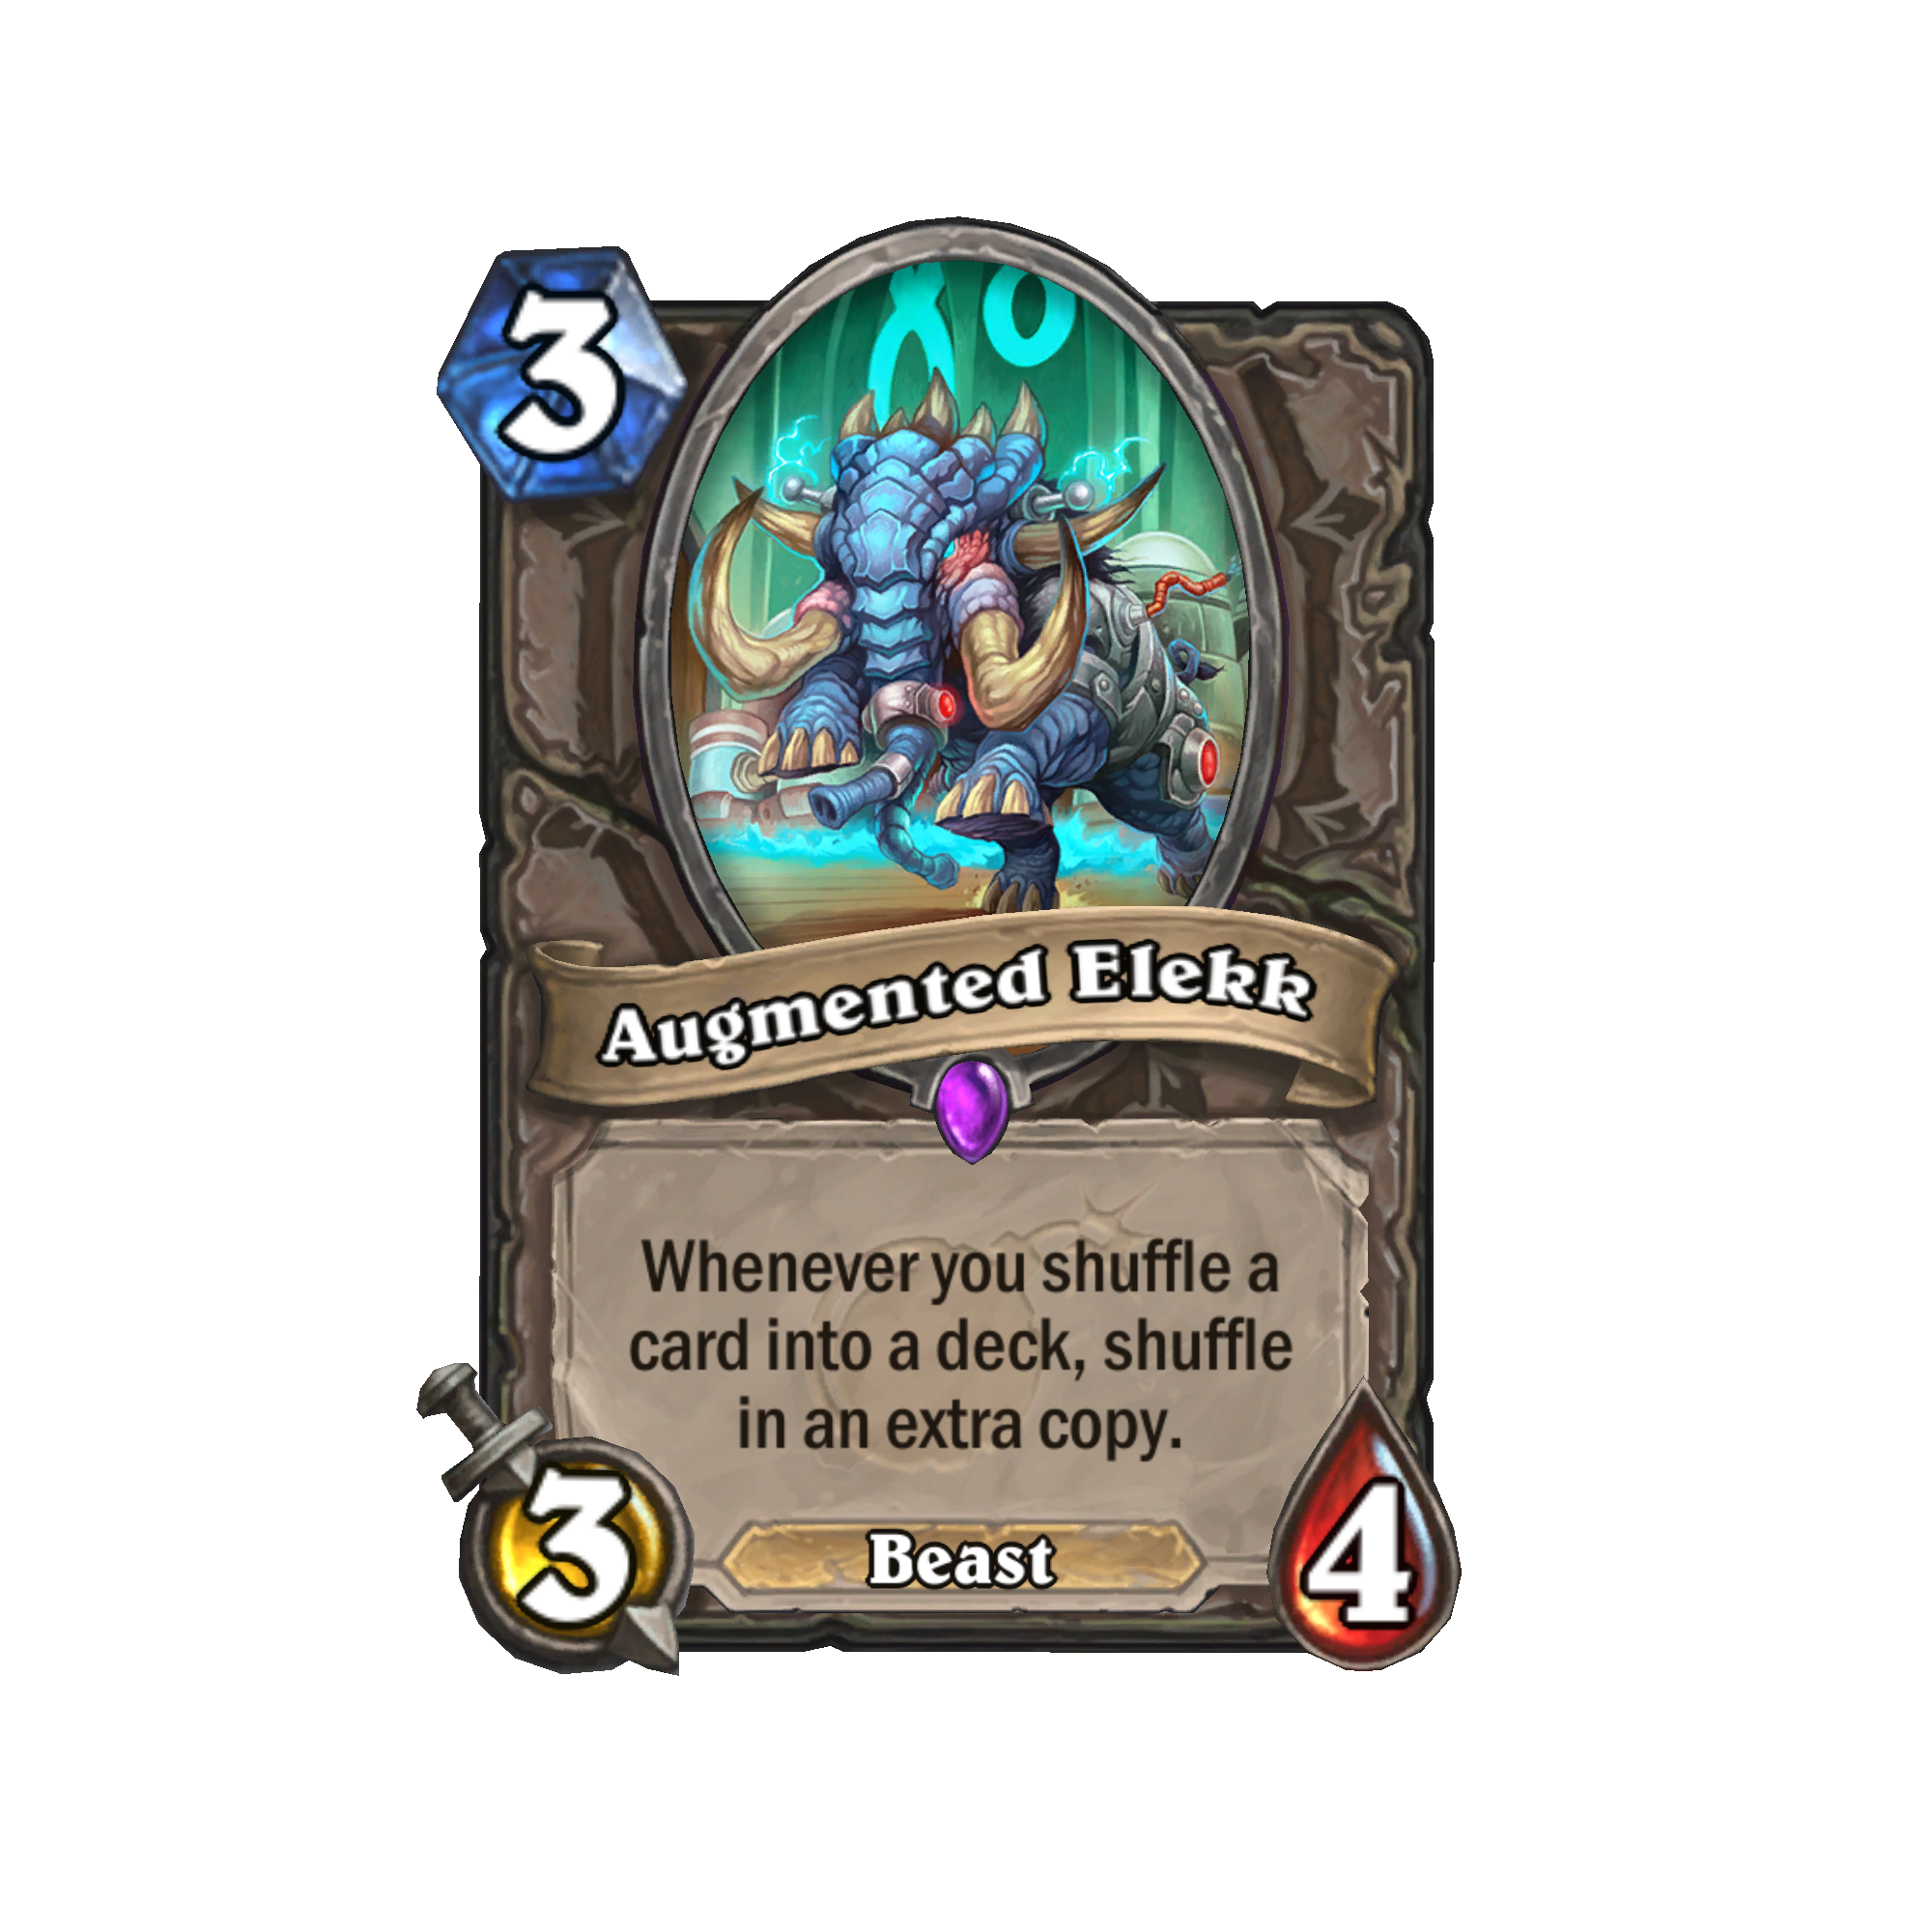 3
Augmented Elekk
Whenever you shuffle a
card into a deck, shuffle
in an extra copy.
3
Beast
4